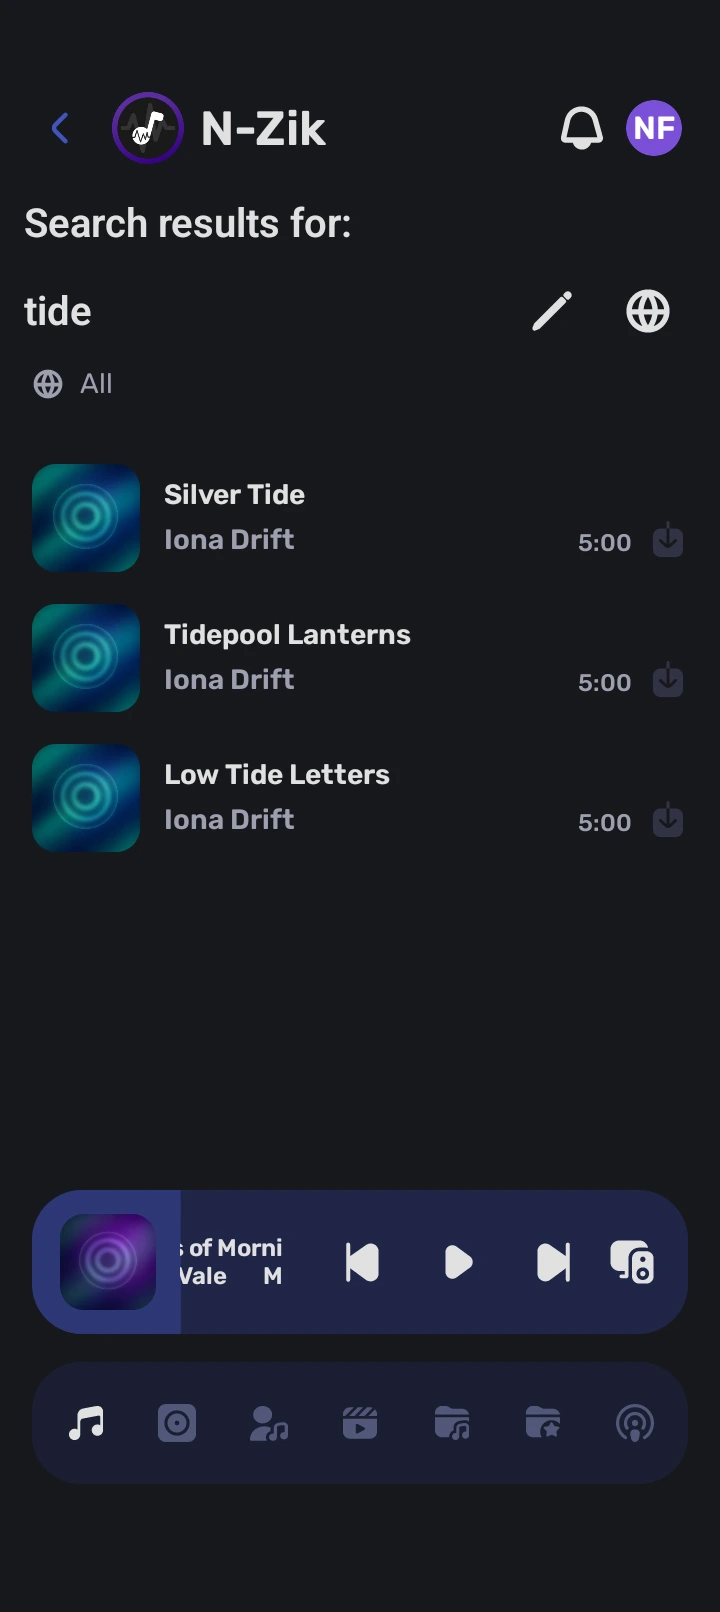 N-Zik
NF
Search results for:
tide
All
Silver Tide
Iona Drift
5:00
Tidepool Lanterns
Iona Drift
5:00
Low Tide Letters
Iona Drift
5:00
of Morni
Vale M